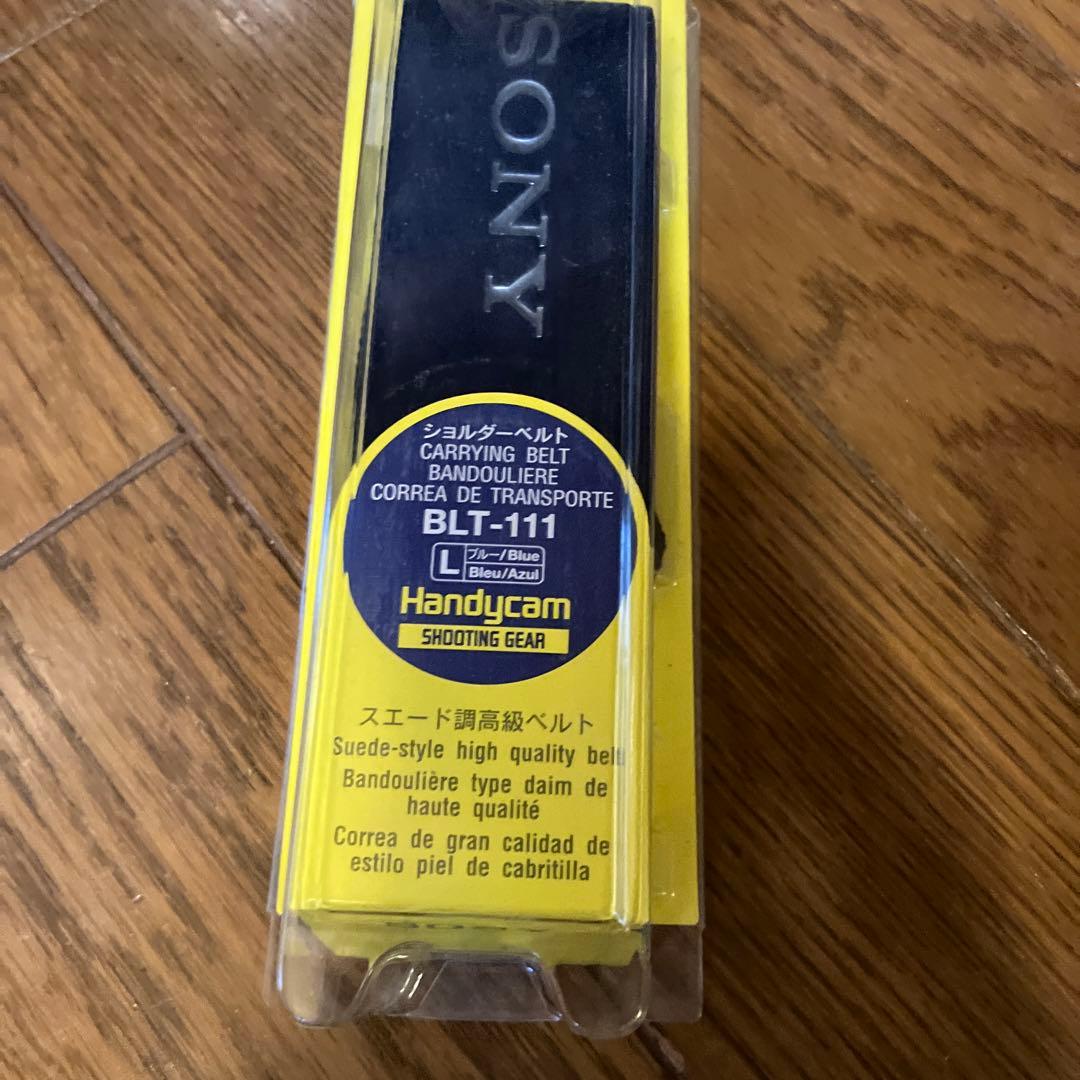 SONY
ショルダーベルト
CARRYING BELT
BANDOULIERE
CORREA DE TRANSPORTE
BLT-111
L ブルー/Blue
Bleu/Azul
Handycam
SHOOTING GEAR
スエード調高級ベルト
Suede-style high quality belt
Bandoulière type daim de
haute qualité
Correa de gran calidad de
estilo piel de cabritilla
SONY